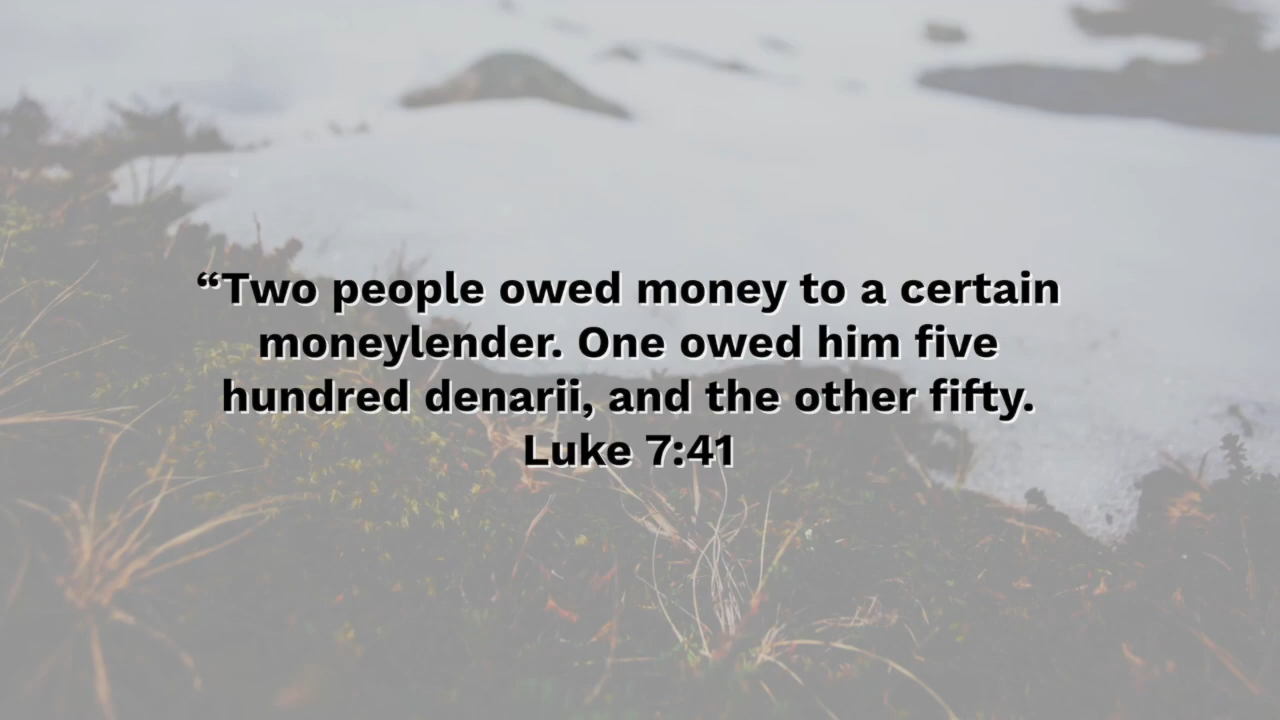 “Two people owed money to a certain
moneylender. One owed him five
hundred denarii, and the other fifty.
Luke 7:41